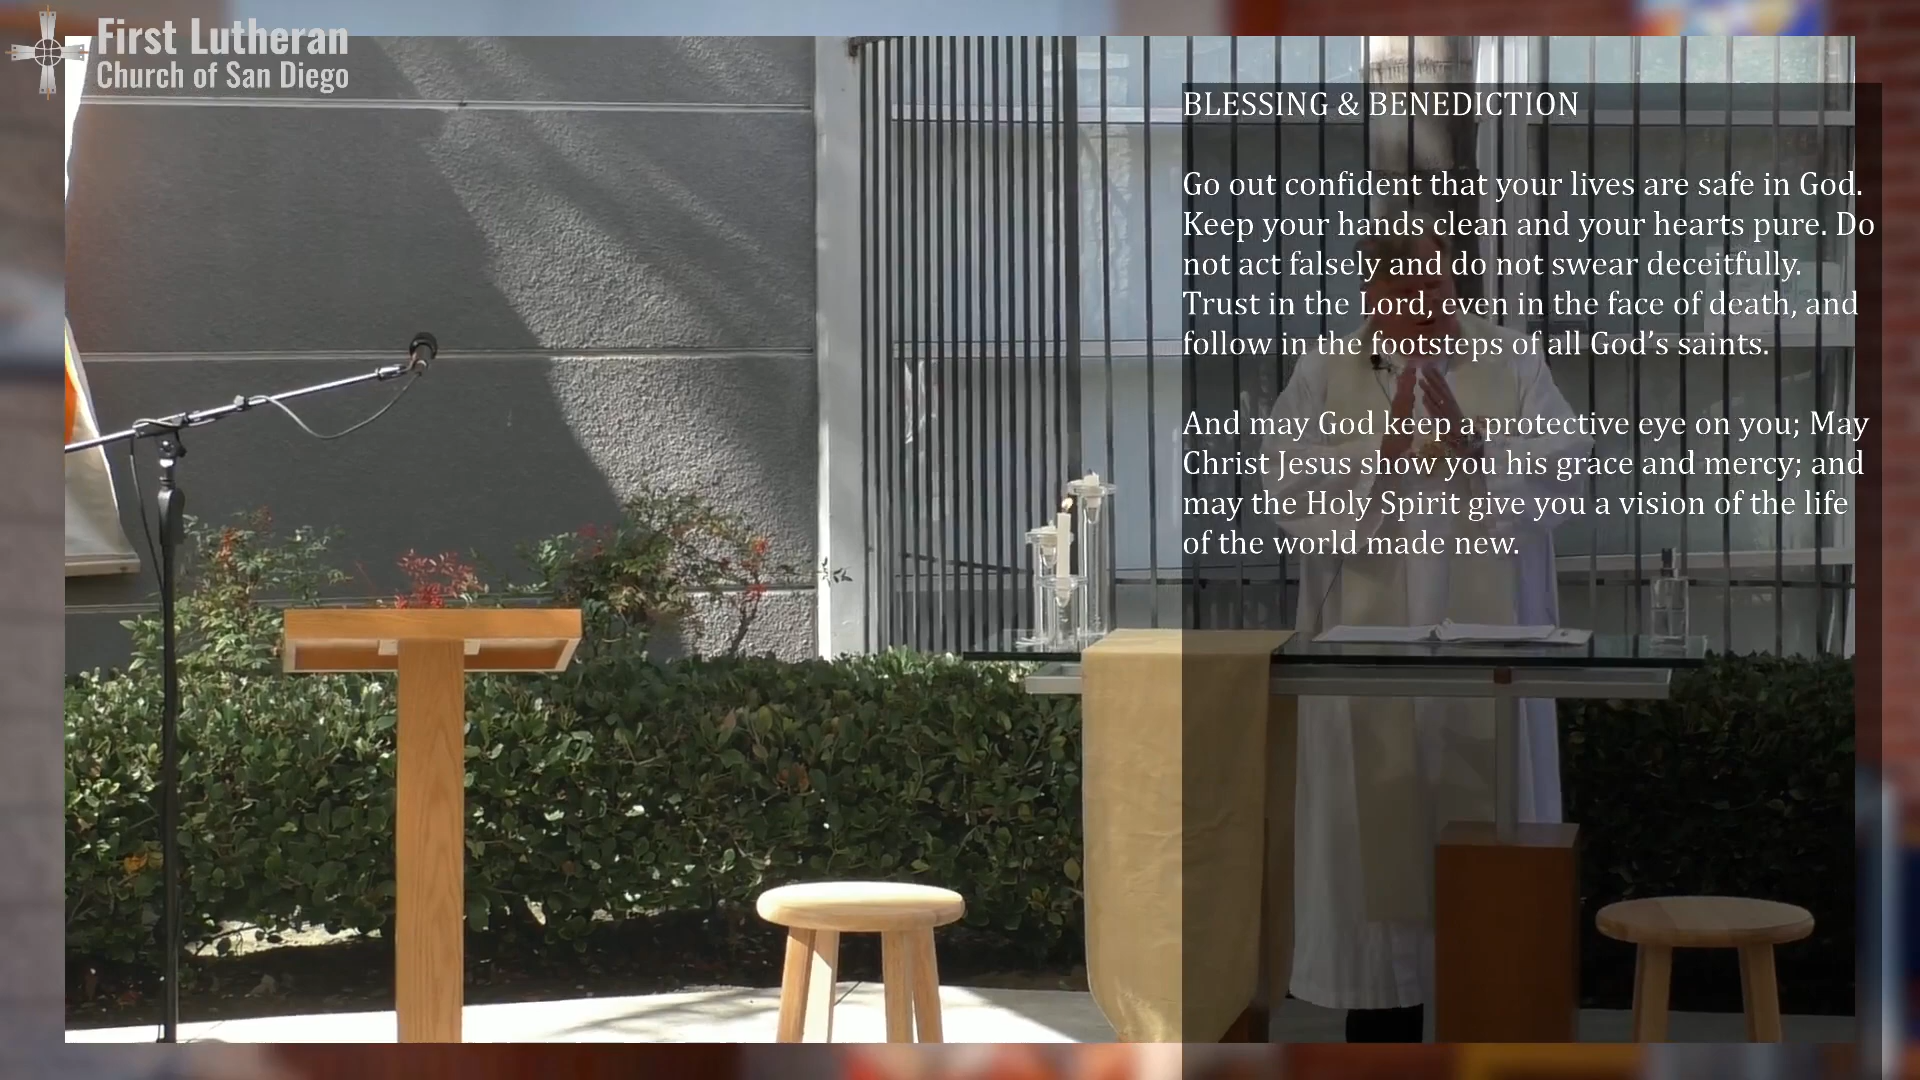 First Lutheran
Church of San Diego
BLESSING & BENEDICTION
Go out confident that your lives are safe in God.
Keep your hands clean and your hearts pure. Do
not act falsely and do not swear deceitfully.
Trust in the Lord, even in the face of death, and
follow in the footsteps of all God’s saints.
And may God keep a protective eye on you; May
Christ Jesus show you his grace and mercy; and
may the Holy Spirit give you a vision of the life
of the world made new.